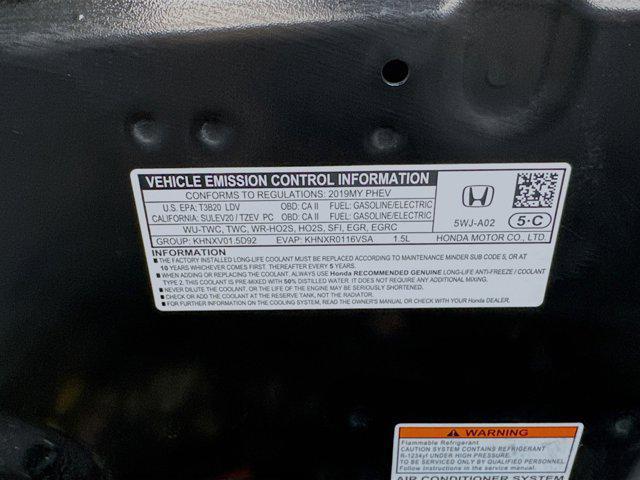 VEHICLE EMISSION CONTROL INFORMATION
CONFORMS TO REGULATIONS: 2019MY PHEV
U.S. EPA: T3B20 LDV OBD: CA II FUEL: GASOLINE/ELECTRIC
CALIFORNIA: SULEV20 / TZEV PC OBD: CA II FUEL: GASOLINE/ELECTRIC
WU-TWC, TWC, WR-HO2S, HO2S, SFI, EGR, EGRC
GROUP: KHNXV01.5D92 EVAP: KHNXR0116VSA 1.5L
5WJ-A02
5·C
HONDA MOTOR CO., LTD.
INFORMATION
■ THE FACTORY INSTALLED LONG-LIFE COOLANT MUST BE REPLACED ACCORDING TO MAINTENANCE MINDER SUB CODE 5, OR AT
10 YEARS WHICHEVER COMES FIRST. THEREAFTER EVERY 5 YEARS.
■ WHEN ADDING OR REPLACING THE COOLANT, ALWAYS USE Honda RECOMMENDED GENUINE LONG-LIFE ANTI-FREEZE / COOLANT
TYPE 2, THIS COOLANT IS PRE-MIXED WITH 50% DISTILLED WATER. IT DOES NOT REQUIRE ANY ADDITIONAL MIXING.
■ NEVER DILUTE THE COOLANT, OR THE LIFE OF THE ENGINE MAY BE SERIOUSLY SHORTENED.
■ CHECK OR ADD THE COOLANT AT THE RESERVE TANK, NOT THE RADIATOR.
■ FOR FURTHER INFORMATION ON THE COOLING SYSTEM, READ THE OWNER'S MANUAL OR CHECK WITH YOUR Honda DEALER.
⚠ WARNING
Flammable Refrigerant
SYSTEM CONTAINS REFRIGERANT
R-1234yf UNDER HIGH PRESSURE
TO BE SERVICED ONLY BY QUALIFIED PERSONNEL
Follow Instructions in the service manual
AIR CONDITIONER SYSTEM